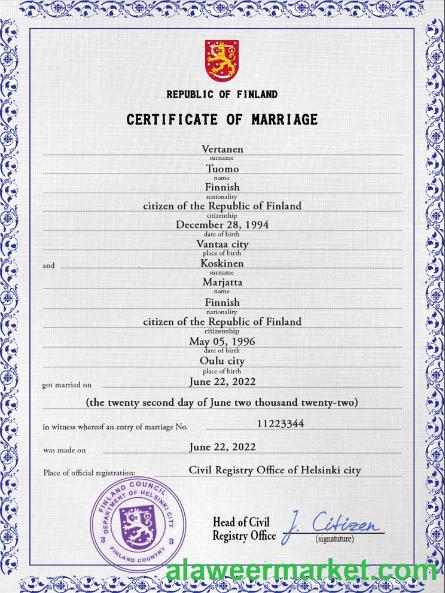 REPUBLIC OF FINLAND
CERTIFICATE OF MARRIAGE
Vertanen
surname
Tuomo
name
Finnish
nationality
citizen of the Republic of Finland
citizenship
December 28, 1994
date of birth
Vantaa city
place of birth
and Koskinen
surname
Marjatta
name
Finnish
nationality
citizen of the Republic of Finland
citizenship
May 05, 1996
date of birth
Oulu city
place of birth
got married on June 22, 2022
(the twenty second day of June two thousand twenty-two)
in witness whereof an entry of marriage No. 11223344
was made on June 22, 2022
Place of official registration: Civil Registry Office of Helsinki city
FINLAND COUNCIL
DEPARTMENT OF HELSINKI CITY
3 3
FINLAND COUNTRY
Head of Civil
Registry Office J. Citizen
(signatuture)
alaweermarket.com